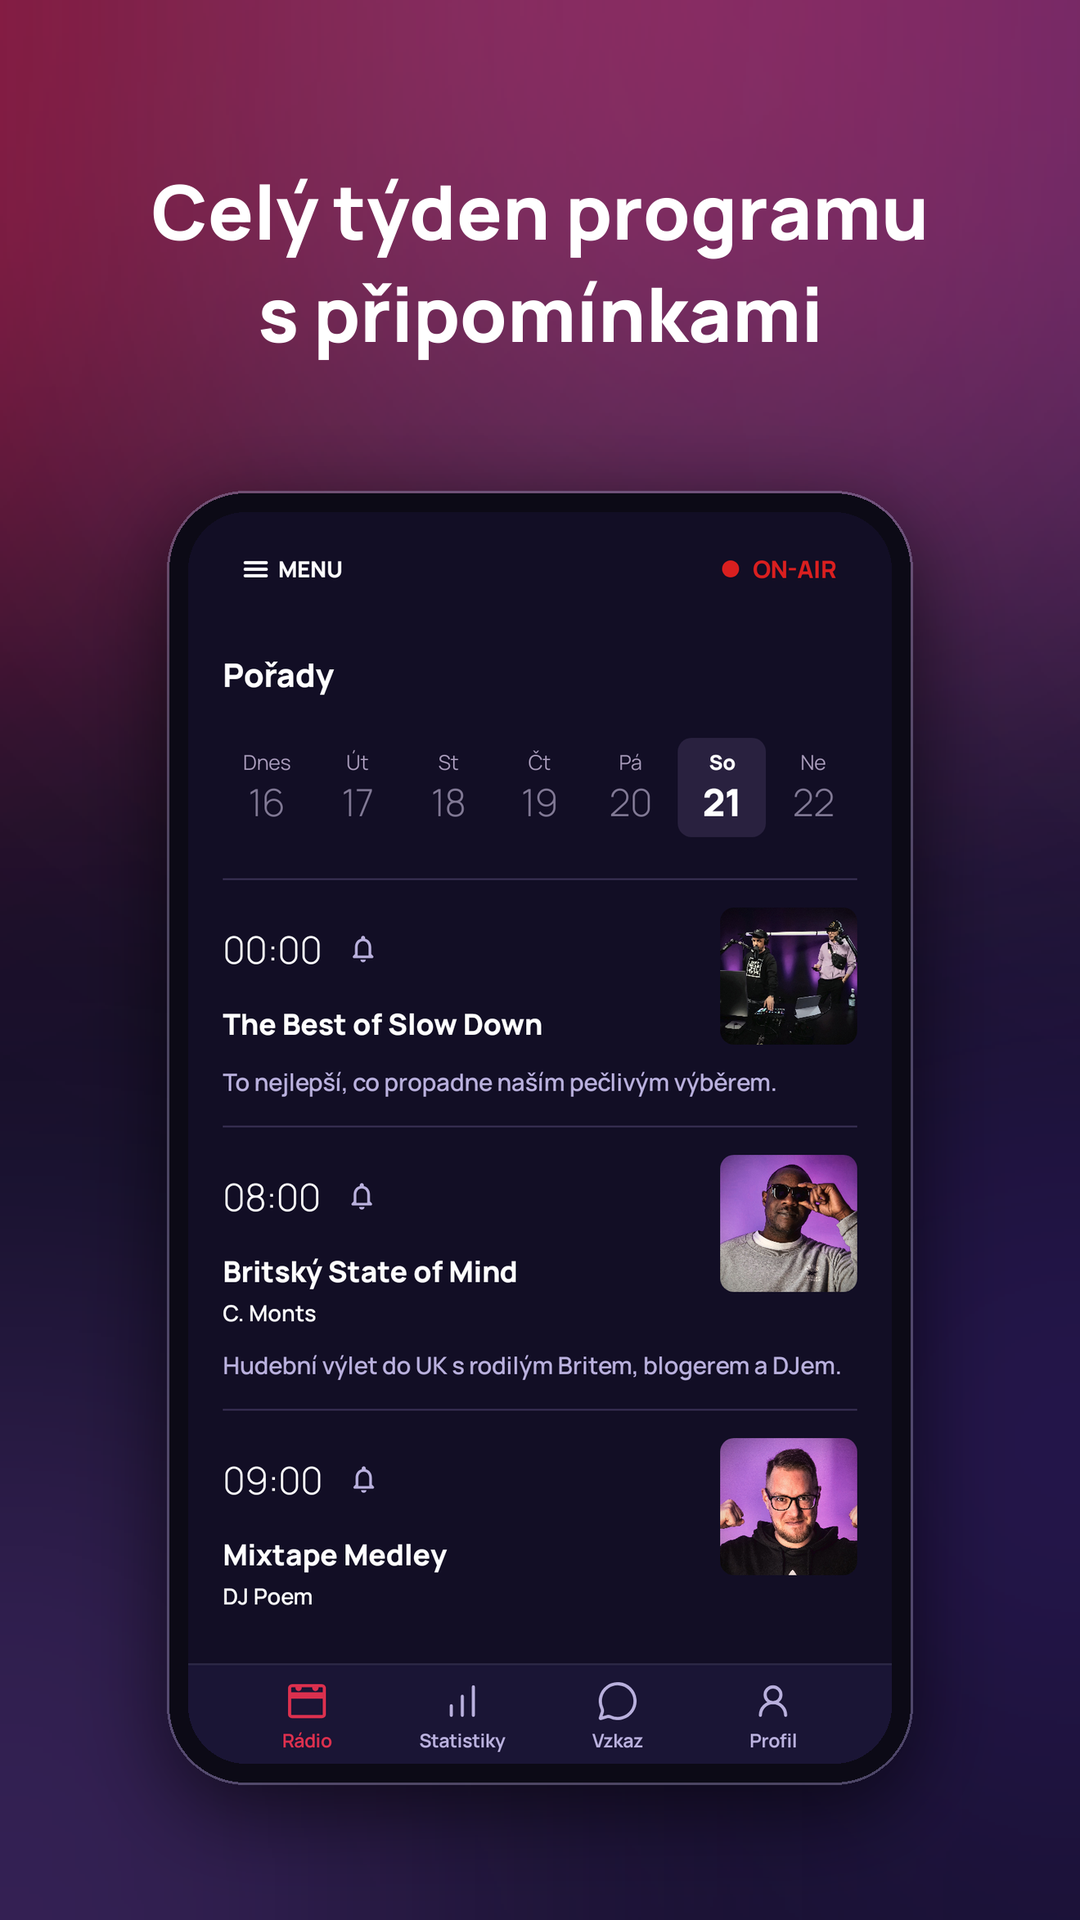 Celý týden programu
s připomínkami
MENU
ON-AIR
Pořady
Dnes Út St Čt Pá So Ne
16 17 18 19 20 21 22
00:00
The Best of Slow Down
To nejlepší, co propadne naším pečlivým výběrem.
08:00
Britský State of Mind
C. Monts
Hudební výlet do UK s rodilým Britem, blogerem a DJem.
09:00
Mixtape Medley
DJ Poem
Rádio Statistiky Vzkaz Profil